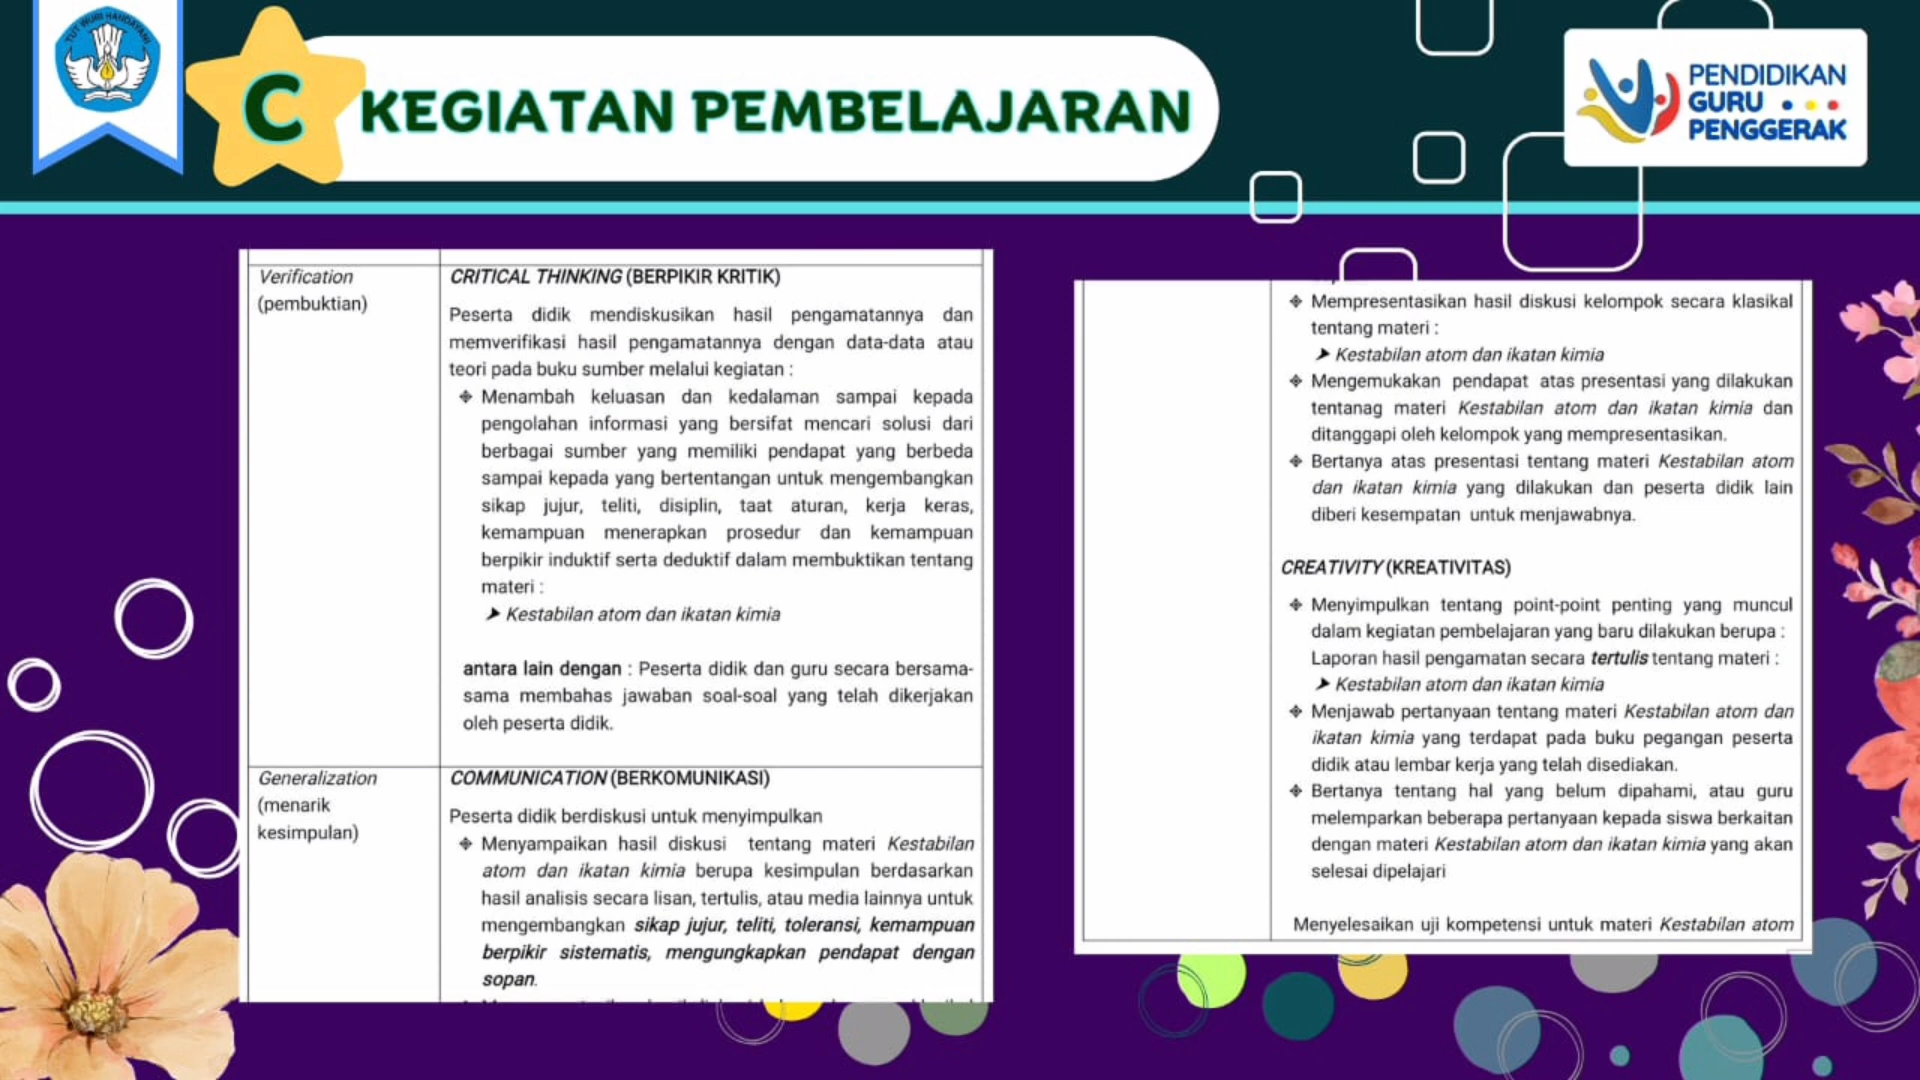 TUT WURI HANDAYANI
C KEGIATAN PEMBELAJARAN
PENDIDIKAN
GURU
PENGGERAK
Verification
(pembuktian)
CRITICAL THINKING (BERPIKIR KRITIK)
Peserta didik mendiskusikan hasil pengamatannya dan
memverifikasi hasil pengamatannya dengan data-data atau
teori pada buku sumber melalui kegiatan :
❖ Menambah keluasan dan kedalaman sampai kepada
pengolahan informasi yang bersifat mencari solusi dari
berbagai sumber yang memiliki pendapat yang berbeda
sampai kepada yang bertentangan untuk mengembangkan
sikap jujur, teliti, disiplin, taat aturan, kerja keras,
kemampuan menerapkan prosedur dan kemampuan
berpikir induktif serta deduktif dalam membuktikan tentang
materi :
➤ Kestabilan atom dan ikatan kimia
antara lain dengan : Peserta didik dan guru secara bersama-
sama membahas jawaban soal-soal yang telah dikerjakan
oleh peserta didik.
Generalization
(menarik
kesimpulan)
COMMUNICATION (BERKOMUNIKASI)
Peserta didik berdiskusi untuk menyimpulkan
❖ Menyampaikan hasil diskusi tentang materi Kestabilan
atom dan ikatan kimia berupa kesimpulan berdasarkan
hasil analisis secara lisan, tertulis, atau media lainnya untuk
mengembangkan sikap jujur, teliti, toleransi, kemampuan
berpikir sistematis, mengungkapkan pendapat dengan
sopan.
❖ Mempresentasikan hasil diskusi kelompok secara klasikal
tentang materi :
➤ Kestabilan atom dan ikatan kimia
❖ Mengemukakan pendapat atas presentasi yang dilakukan
tentanag materi Kestabilan atom dan ikatan kimia dan
ditanggapi oleh kelompok yang mempresentasikan.
❖ Bertanya atas presentasi tentang materi Kestabilan atom
dan ikatan kimia yang dilakukan dan peserta didik lain
diberi kesempatan untuk menjawabnya.
CREATIVITY (KREATIVITAS)
❖ Menyimpulkan tentang point-point penting yang muncul
dalam kegiatan pembelajaran yang baru dilakukan berupa :
Laporan hasil pengamatan secara tertulis tentang materi :
➤ Kestabilan atom dan ikatan kimia
❖ Menjawab pertanyaan tentang materi Kestabilan atom dan
ikatan kimia yang terdapat pada buku pegangan peserta
didik atau lembar kerja yang telah disediakan.
❖ Bertanya tentang hal yang belum dipahami, atau guru
melemparkan beberapa pertanyaan kepada siswa berkaitan
dengan materi Kestabilan atom dan ikatan kimia yang akan
selesai dipelajari
Menyelesaikan uji kompetensi untuk materi Kestabilan atom